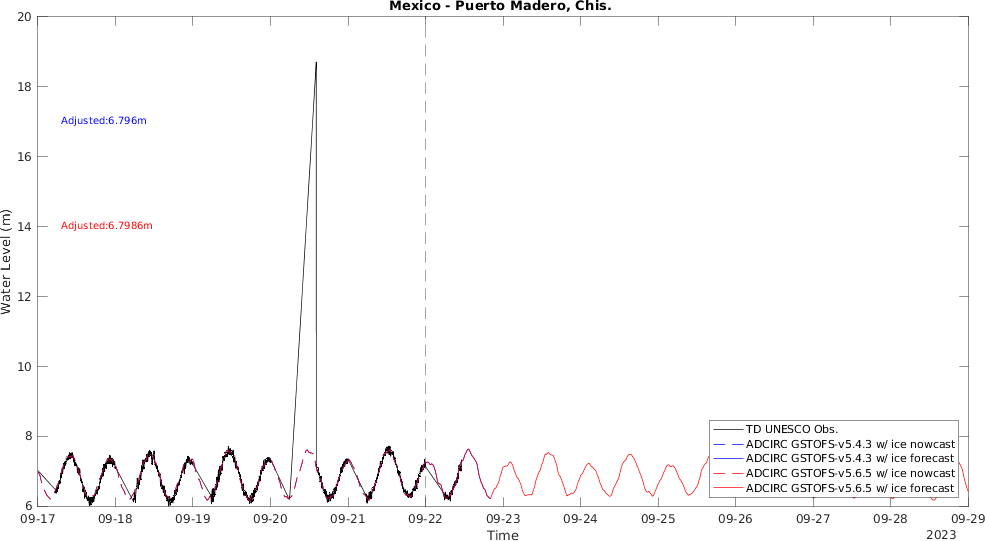 Mexico - Puerto Madero, Chis.
20
18
16
14
12
10
8
6
Water Level (m)
Adjusted:6.796m
Adjusted:6.7986m
TD UNESCO Obs.
ADCIRC GSTOFS-v5.4.3 w/ ice nowcast
ADCIRC GSTOFS-v5.4.3 w/ ice forecast
ADCIRC GSTOFS-v5.6.5 w/ ice nowcast
ADCIRC GSTOFS-v5.6.5 w/ ice forecast
09-17 09-18 09-19 09-20 09-21 09-22 09-23 09-24 09-25 09-26 09-27 09-28 09-29
Time
2023